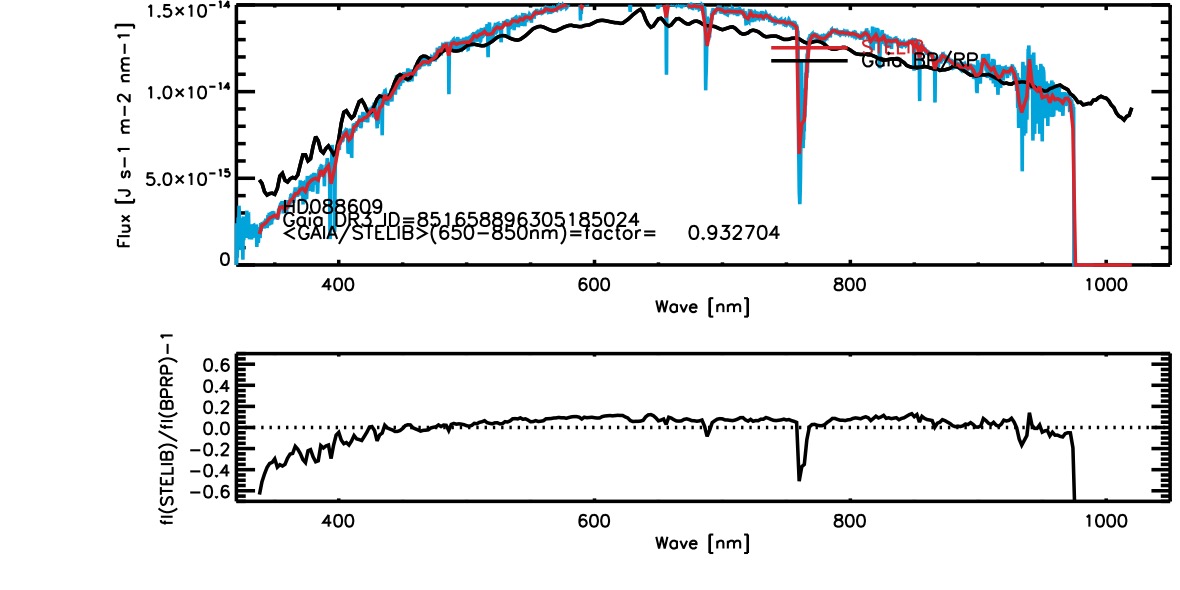 1.5×10−14
1.0×10−14
5.0×10−15
0
Flux [J s−1 m−2 nm−1]
STELIB
Gaia BP/RP
HD088609
Gaia DR3 ID=851658896305185024
<GAIA/STELIB>(650−850nm)=factor= 0.932704
400 600 800 1000
Wave [nm]
0.6
0.4
0.2
0.0
−0.2
−0.4
−0.6
fl(STELIB)/fl(BPRP)−1
400 600 800 1000
Wave [nm]